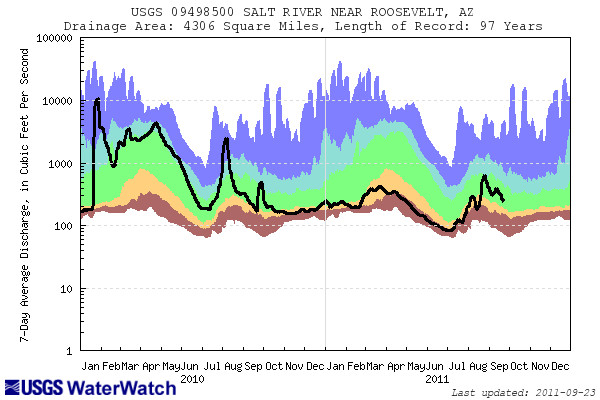 USGS 09498500 SALT RIVER NEAR ROOSEVELT, AZ
Drainage Area: 4306 Square Miles, Length of Record: 97 Years
7-Day Average Discharge, in Cubic Feet Per Second
100000
10000
1000
100
10
1
Jan Feb Mar Apr May Jun Jul Aug Sep Oct Nov Dec Jan Feb Mar Apr May Jun Jul Aug Sep Oct Nov Dec
2010 2011
USGS WaterWatch
Last updated: 2011-09-23